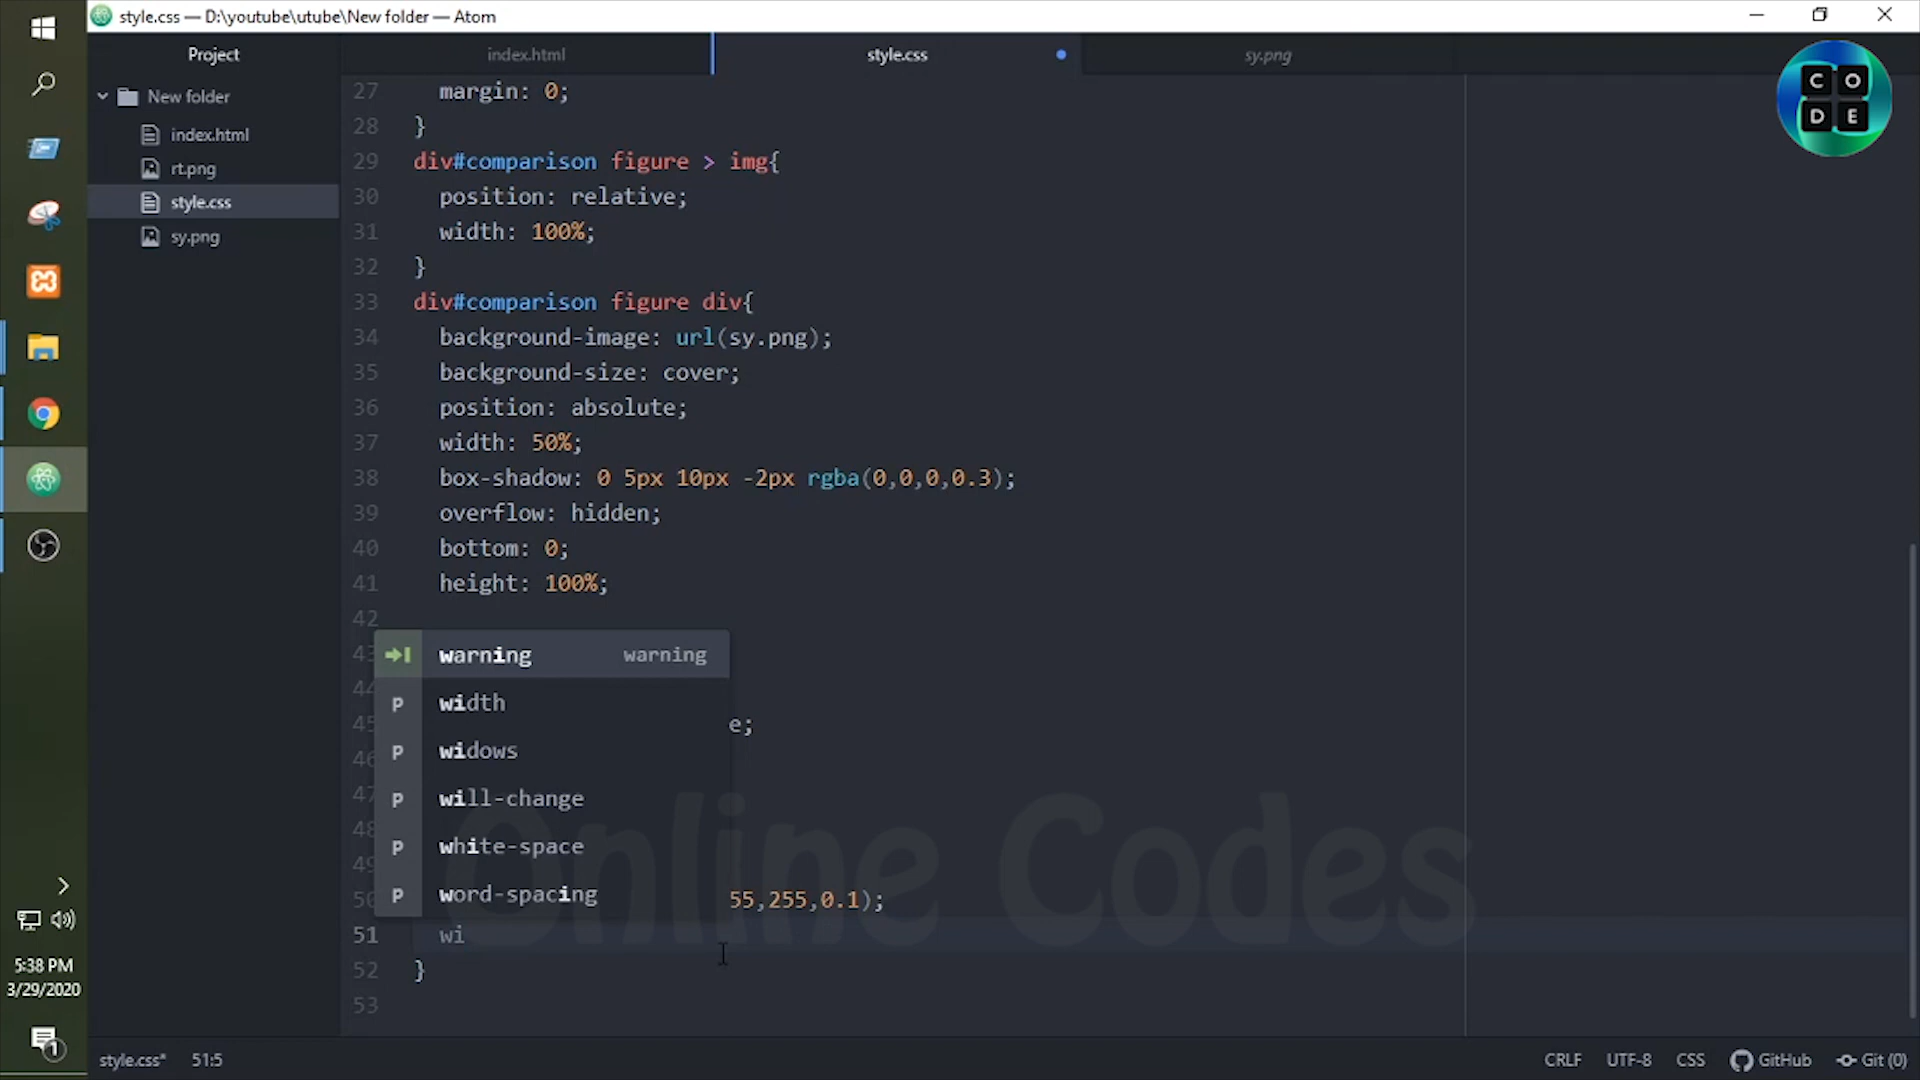 style.css — D:\youtube\utube\New folder — Atom
Project
index.html
style.css
sy.png
New folder
index.html
rt.png
style.css
sy.png
CODE
27 margin: 0;
28 }
29 div#comparison figure > img{
30 position: relative;
31 width: 100%;
32 }
33 div#comparison figure div{
34 background-image: url(sy.png);
35 background-size: cover;
36 position: absolute;
37 width: 50%;
38 box-shadow: 0 5px 10px -2px rgba(0,0,0,0.3);
39 overflow: hidden;
40 bottom: 0;
41 height: 100%;
42
43 warning warning
p width
e;
p widows
p will-change
p white-space
p word-spacing
55,255,0.1);
51 wi
52 }
53
Online Codes
5:38 PM
3/29/2020
1
style.css* 51:5
CRLF UTF-8 CSS GitHub Git (0)